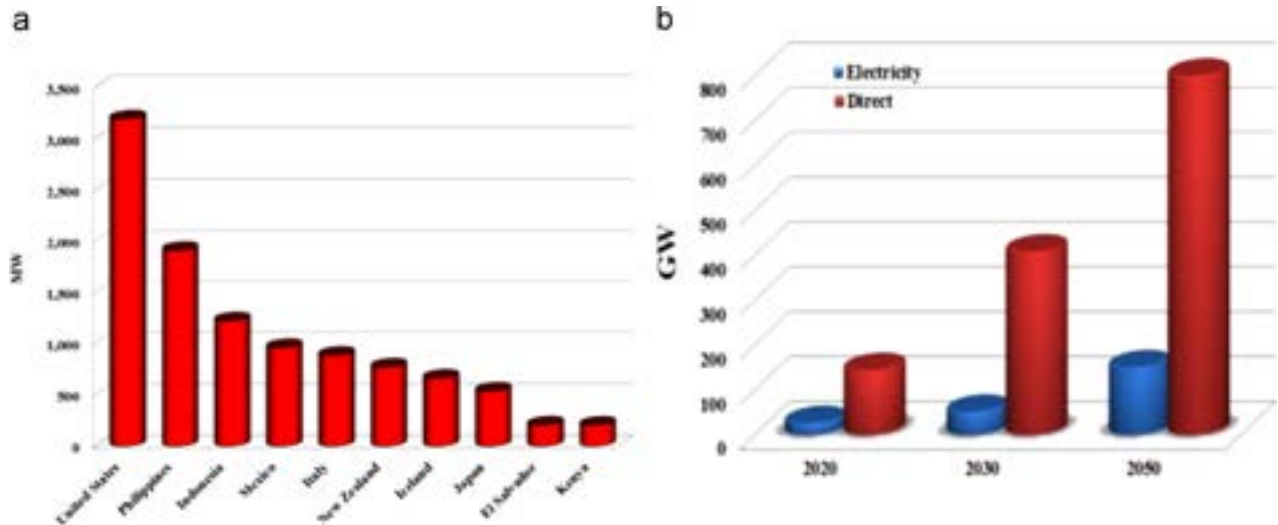 a
3,500
3,000
2,500
2,000
1,500
1,000
500
0
MW
United States
Philippines
Indonesia
Mexico
Italy
New Zealand
Iceland
Japan
El Salvador
Kenya
b
Electricity
Direct
800
700
600
500
400
300
200
100
0
GW
2020
2030
2050